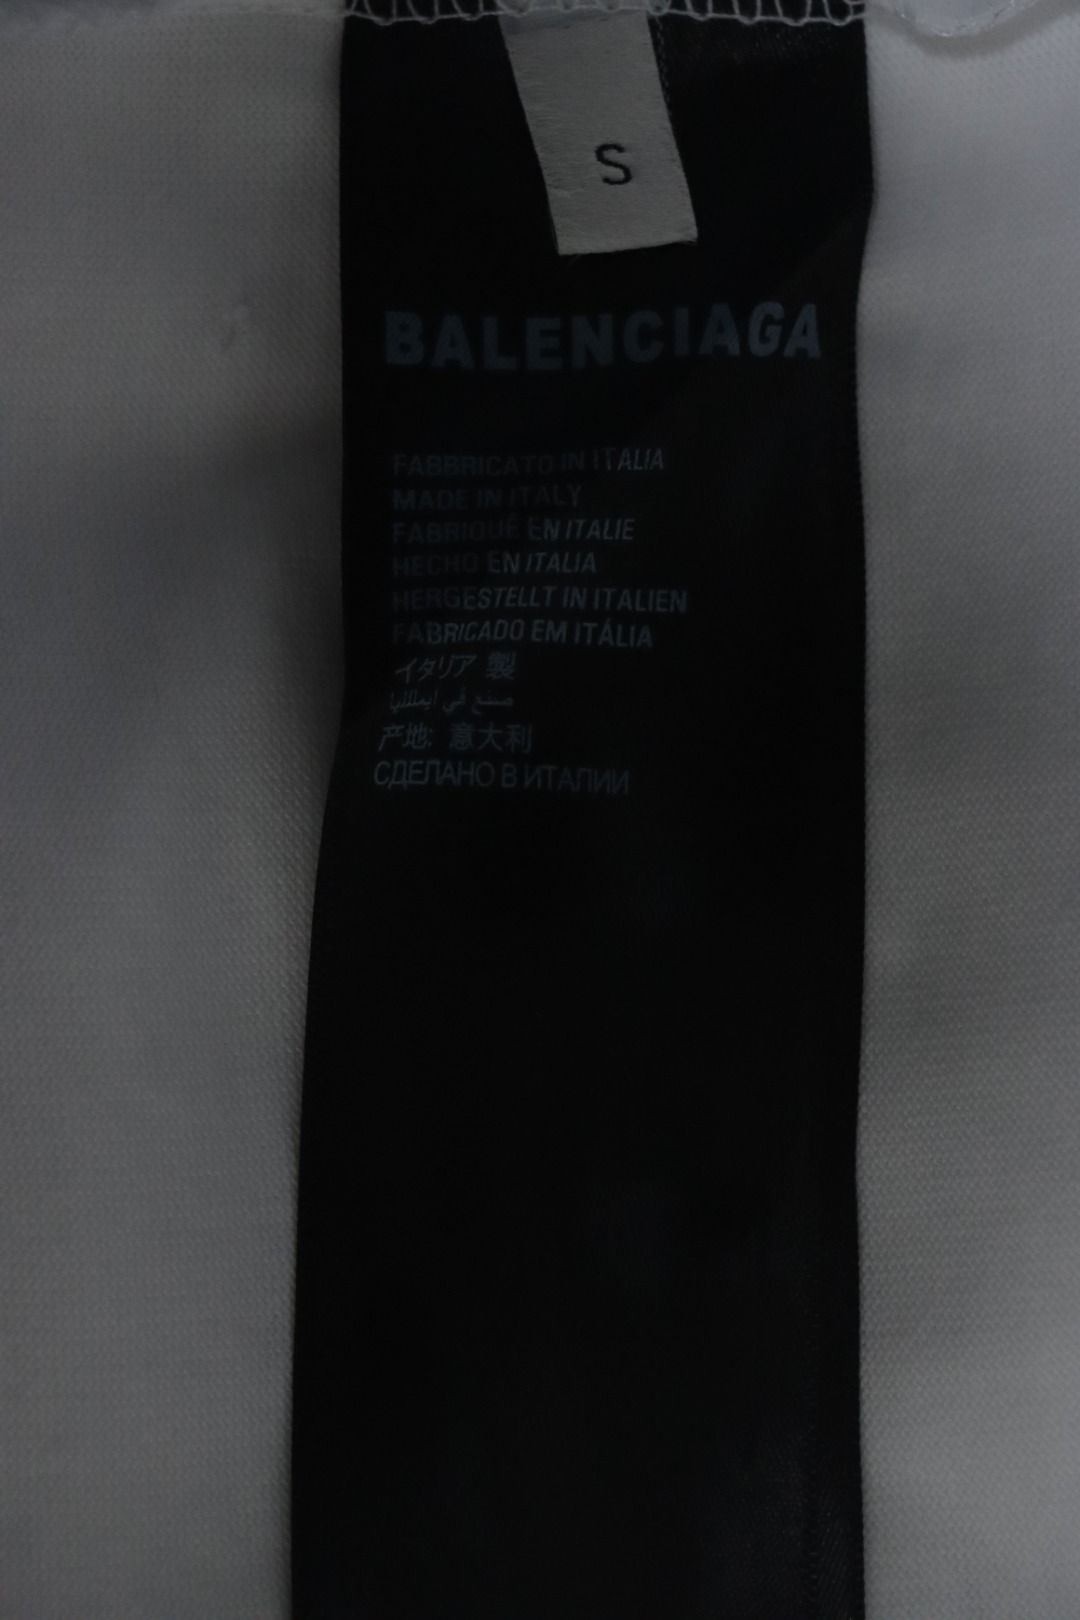 S
BALENCIAGA
FABBRICATO IN ITALIA
MADE IN ITALY
FABRIQUÉ EN ITALIE
HECHO EN ITALIA
HERGESTELLT IN ITALIEN
FABRICADO EM ITÁLIA
イタリア 製
صنع في ايطاليا
产地: 意大利
СДЕЛАНО В ИТАЛИИ